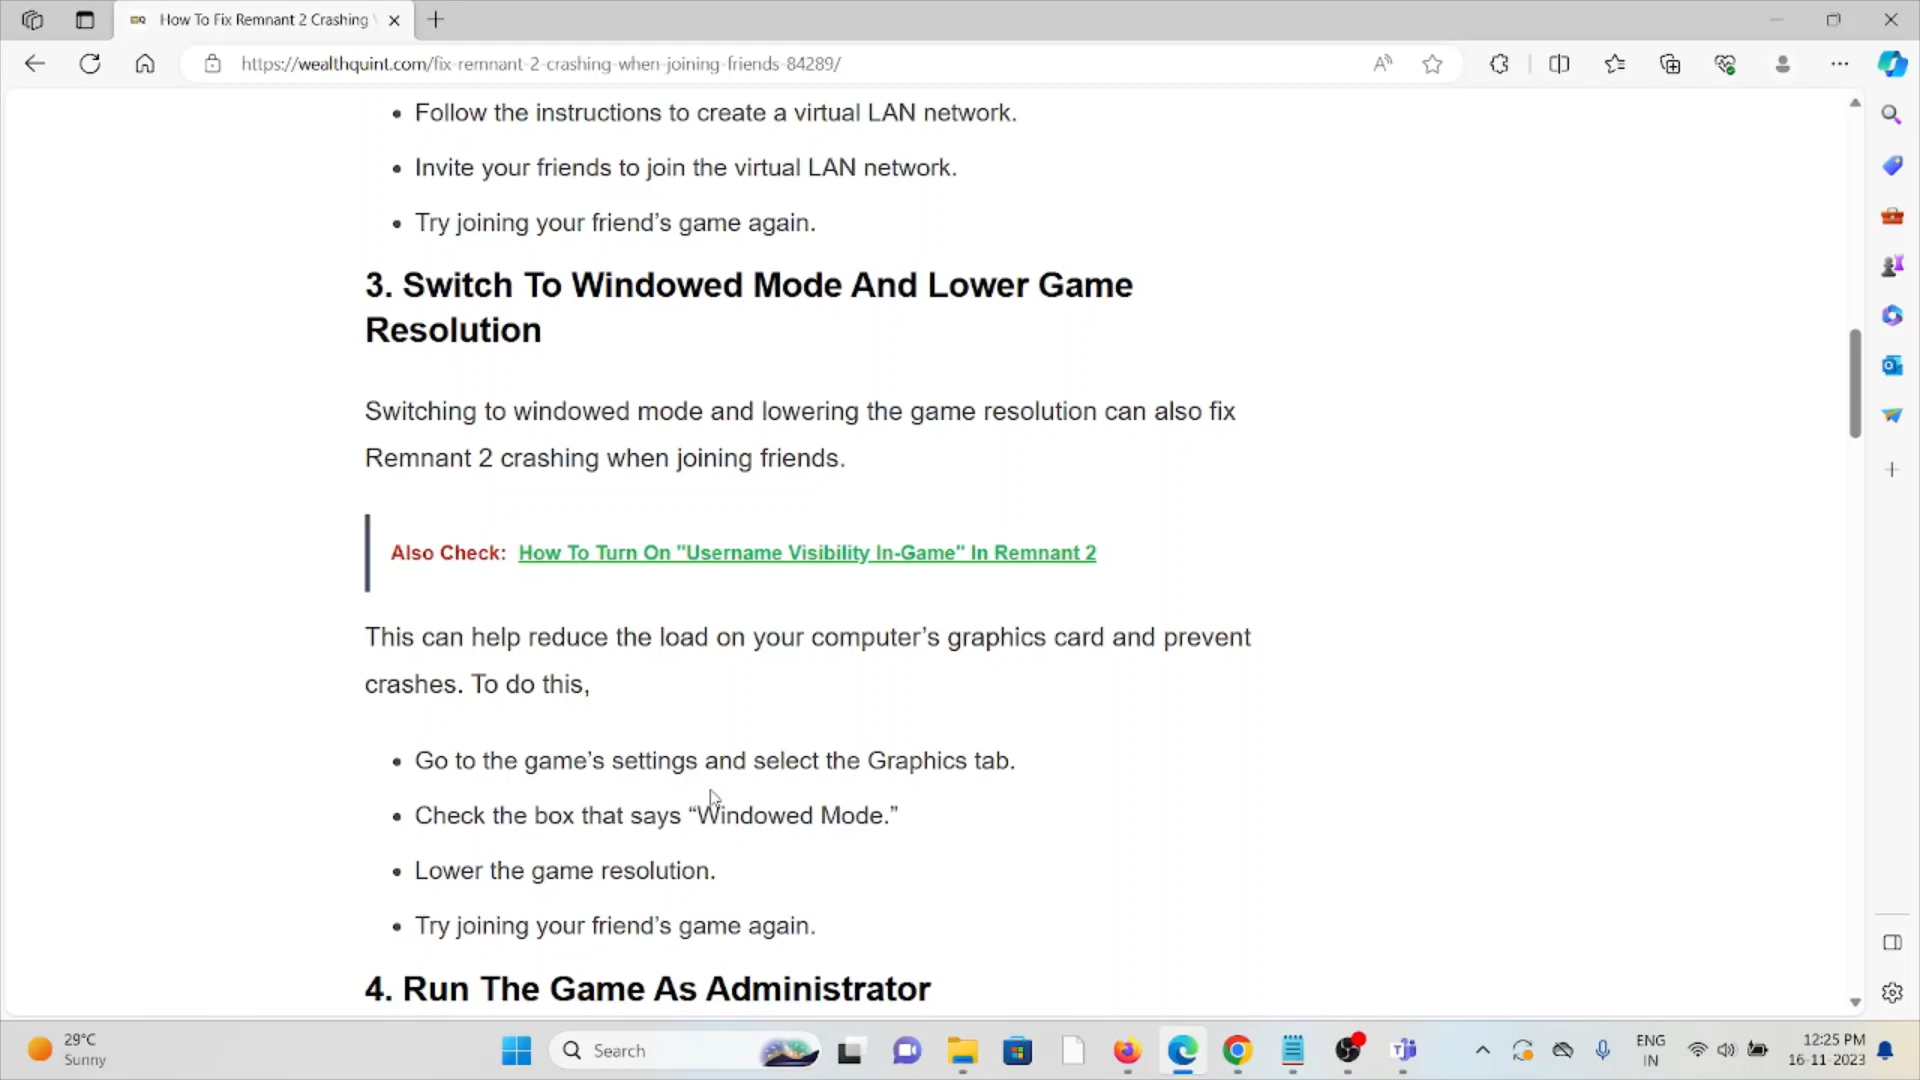 How To Fix Remnant 2 Crashing
https://wealthquint.com/fix-remnant-2-crashing-when-joining-friends-84289/
• Follow the instructions to create a virtual LAN network.
• Invite your friends to join the virtual LAN network.
• Try joining your friend’s game again.
3. Switch To Windowed Mode And Lower Game
Resolution
Switching to windowed mode and lowering the game resolution can also fix
Remnant 2 crashing when joining friends.
Also Check: How To Turn On "Username Visibility In-Game" In Remnant 2
This can help reduce the load on your computer’s graphics card and prevent
crashes. To do this,
• Go to the game’s settings and select the Graphics tab.
• Check the box that says “Windowed Mode.”
• Lower the game resolution.
• Try joining your friend’s game again.
4. Run The Game As Administrator
29°C
Sunny
Search
ENG
IN
12:25 PM
16-11-2023